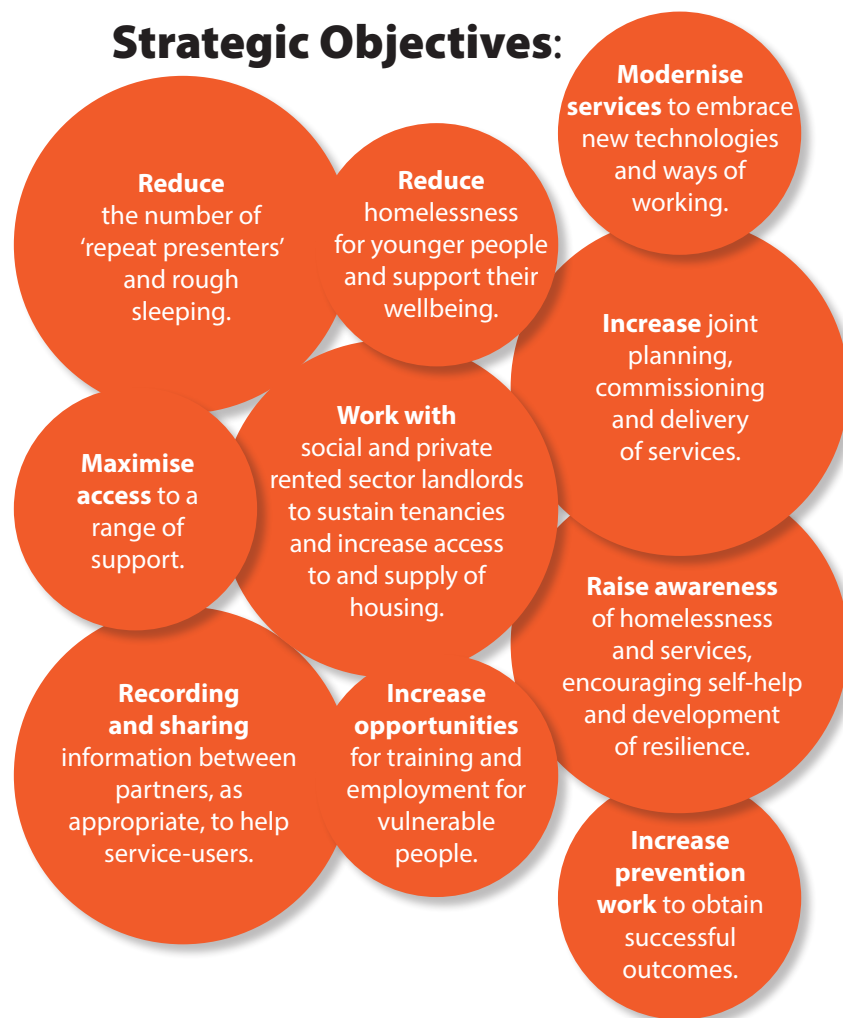 Strategic Objectives:
Modernise
services to embrace
new technologies
and ways of
working.
Reduce
the number of
‘repeat presenters’
and rough
sleeping.
Reduce
homelessness
for younger people
and support their
wellbeing.
Increase joint
planning,
commissioning
and delivery
of services.
Maximise
access to a
range of
support.
Work with
social and private
rented sector landlords
to sustain tenancies
and increase access
to and supply of
housing.
Raise awareness
of homelessness
and services,
encouraging self-help
and development
of resilience.
Recording
and sharing
information between
partners, as
appropriate, to help
service-users.
Increase
opportunities
for training and
employment for
vulnerable
people.
Increase
prevention
work to obtain
successful
outcomes.